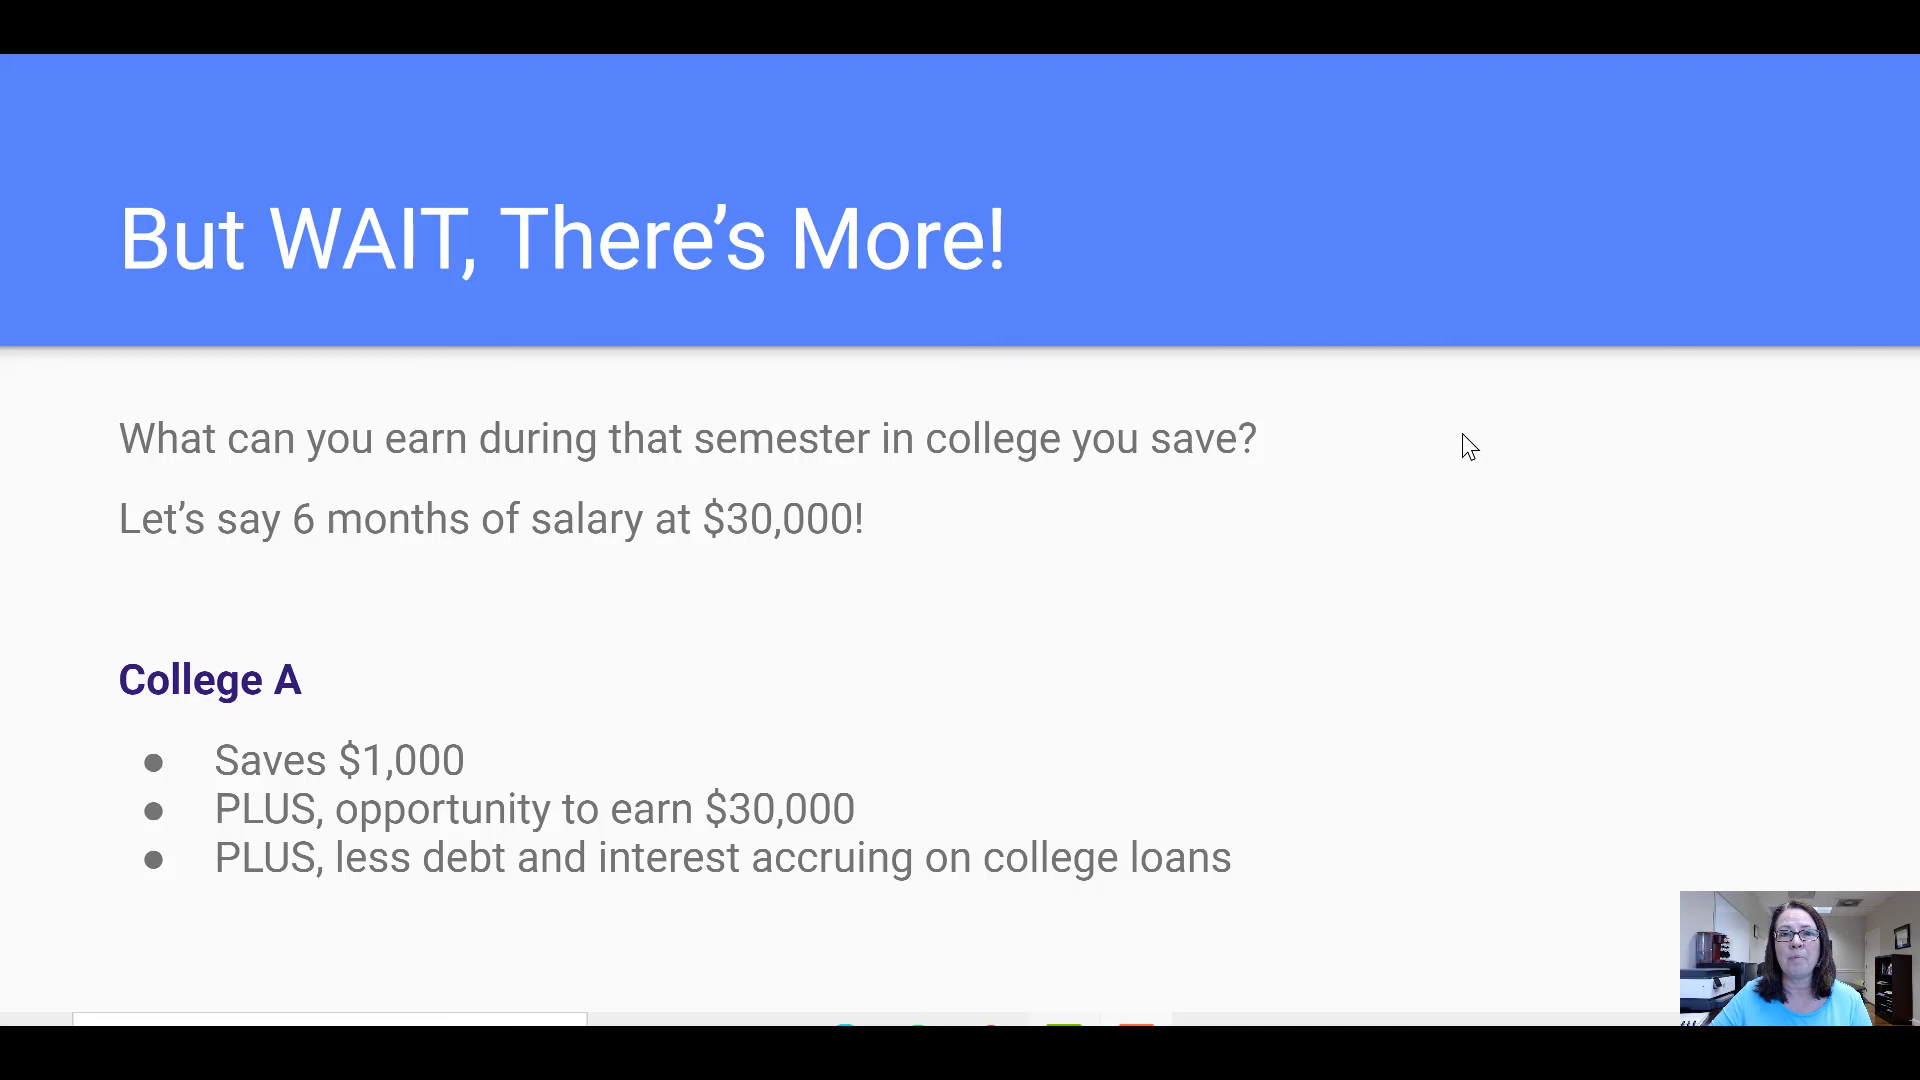 But WAIT, There’s More!
What can you earn during that semester in college you save?
Let’s say 6 months of salary at $30,000!
College A
● Saves $1,000
● PLUS, opportunity to earn $30,000
● PLUS, less debt and interest accruing on college loans